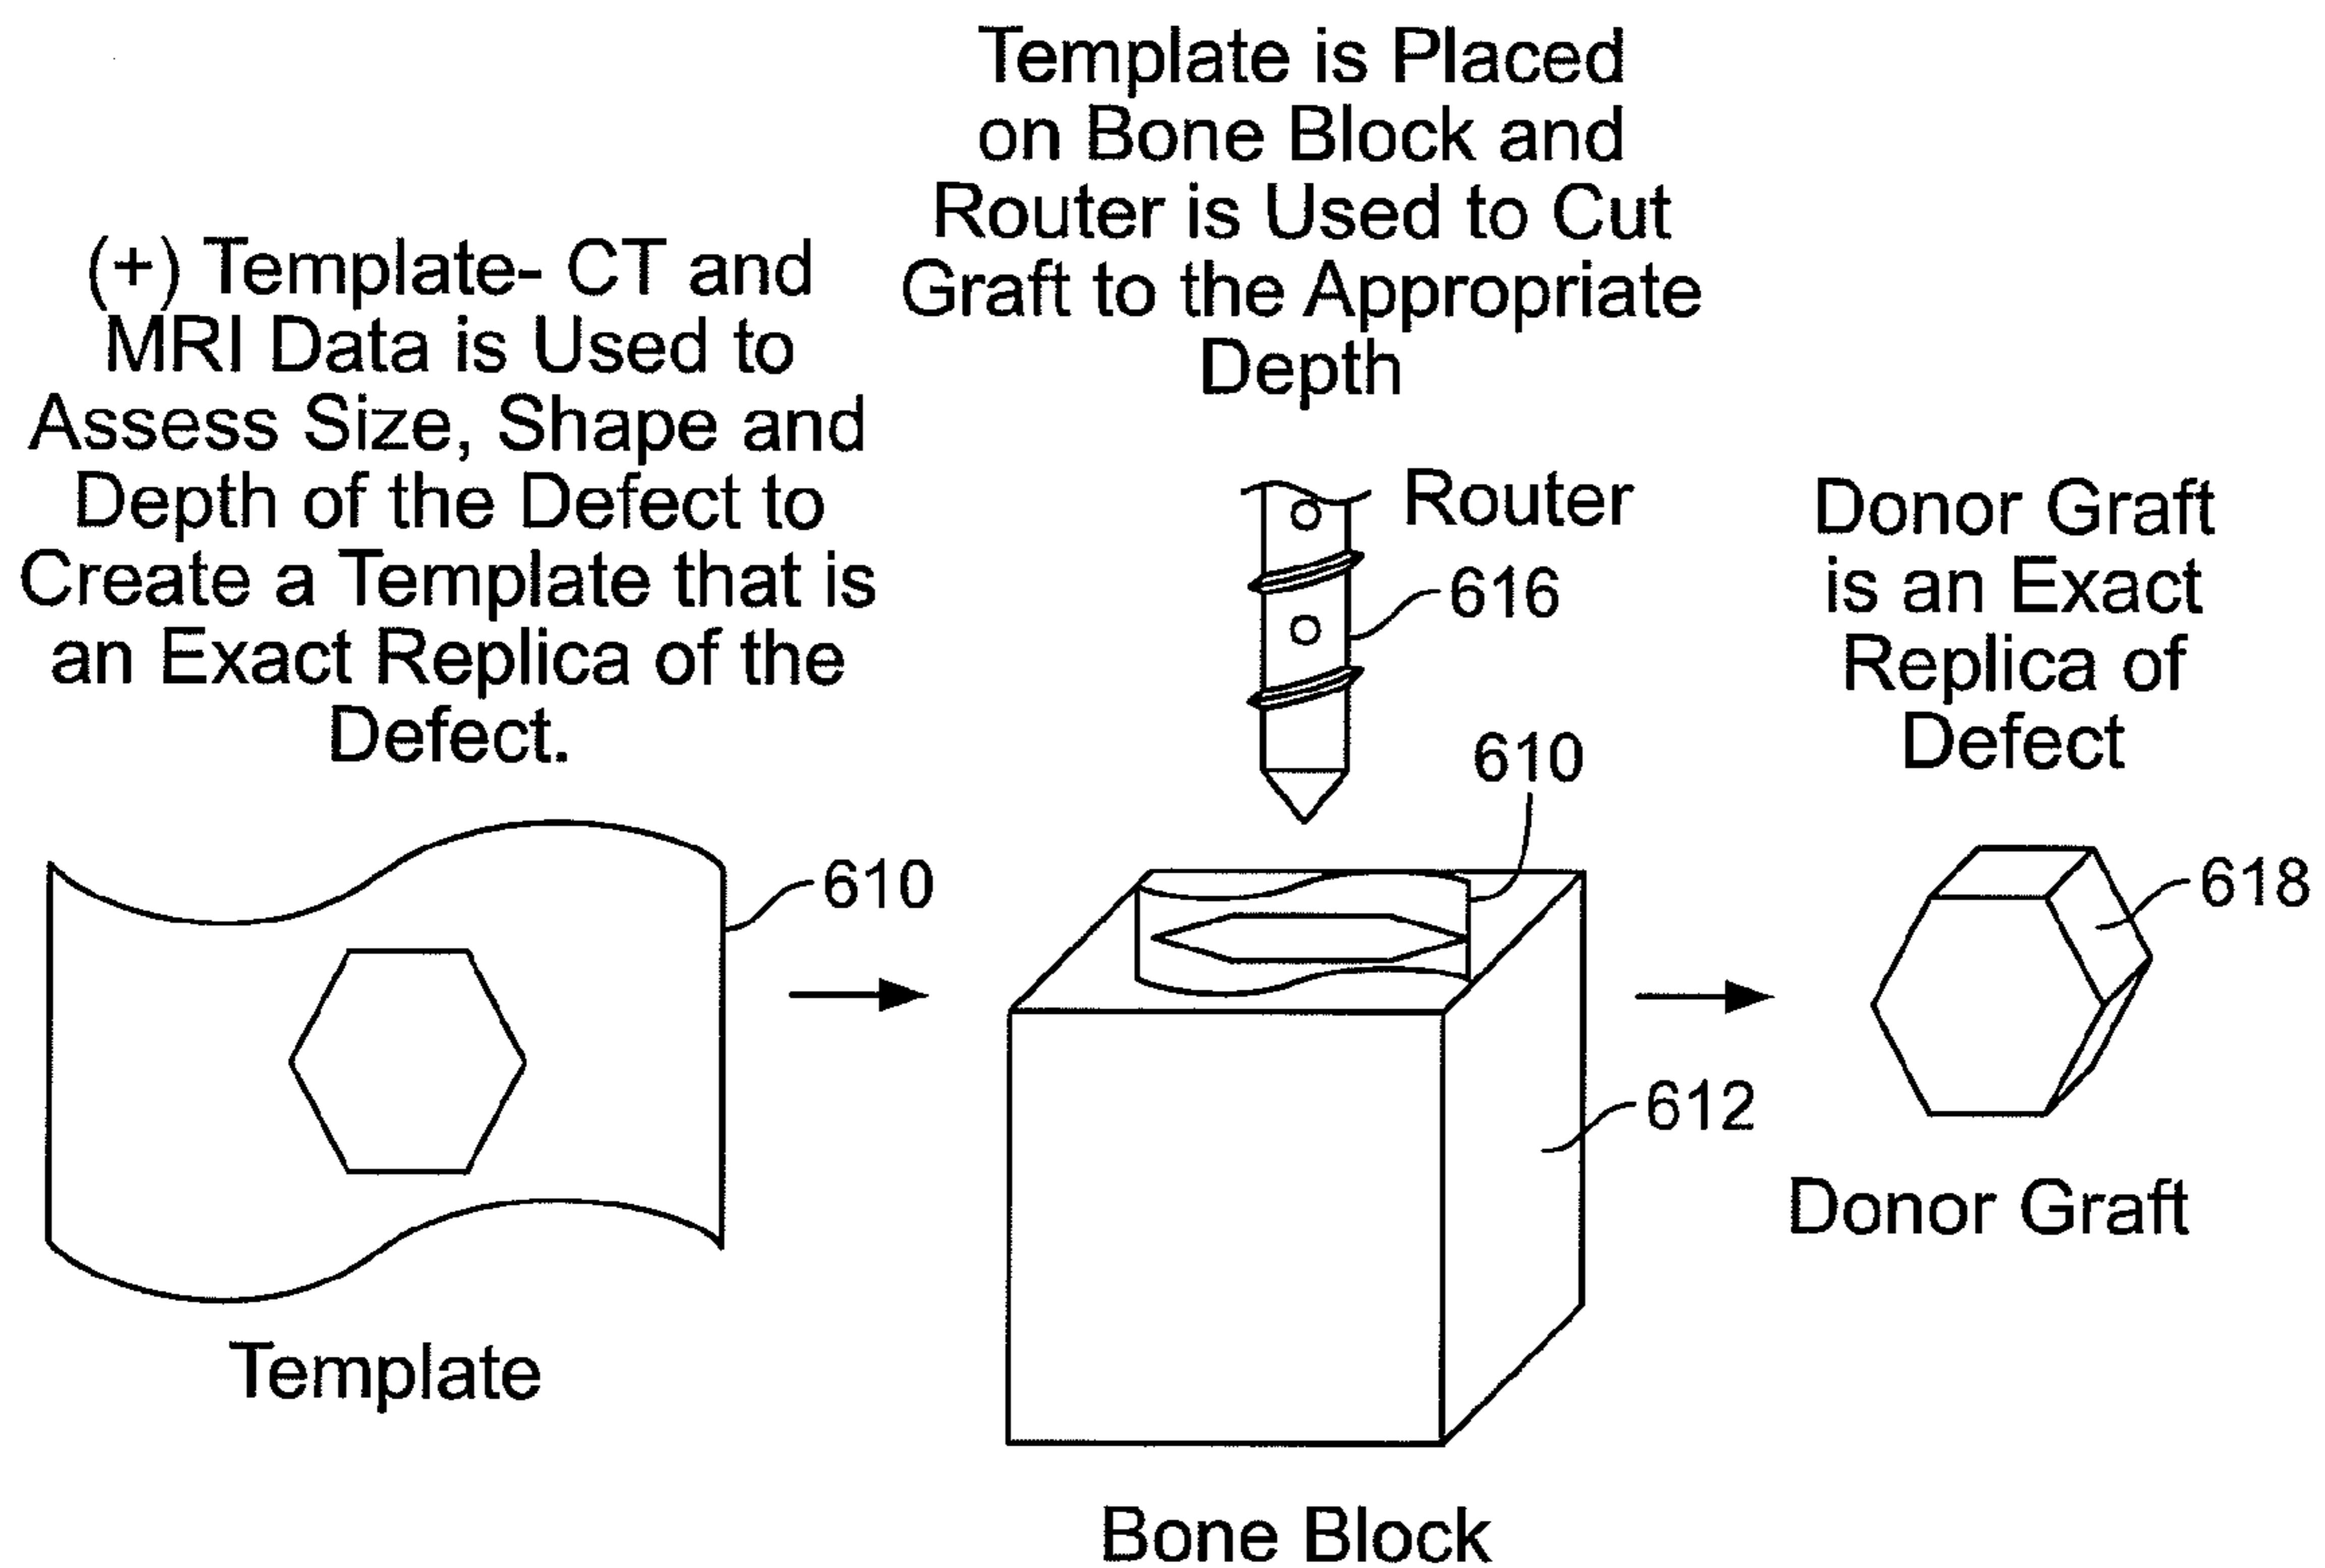 (+) Template- CT and
MRI Data is Used to
Assess Size, Shape and
Depth of the Defect to
Create a Template that is
an Exact Replica of the
Defect.
610
Template
Template is Placed
on Bone Block and
Router is Used to Cut
Graft to the Appropriate
Depth
Router
616
610
612
Bone Block
Donor Graft
is an Exact
Replica of
Defect
618
Donor Graft